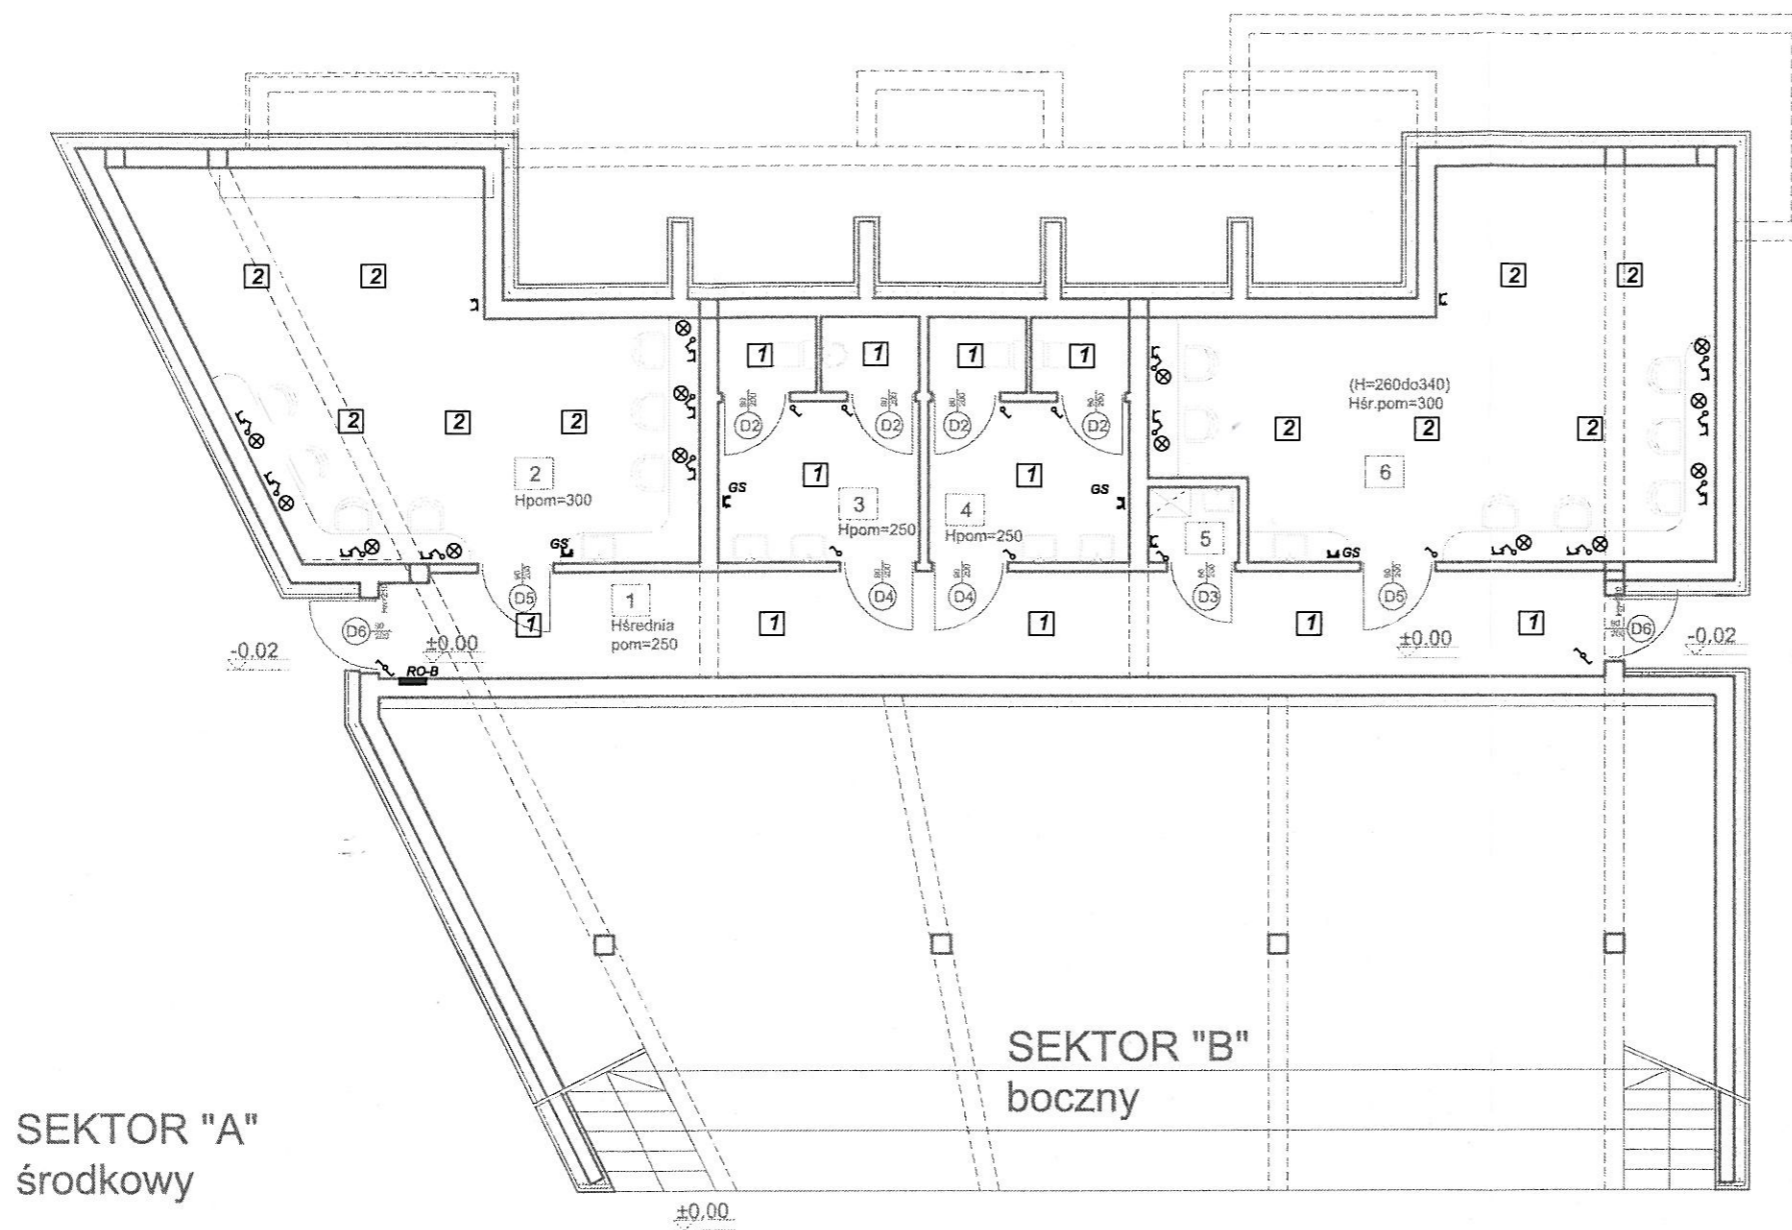 2
2
2
2
1
1
1
1
(H=260do340)
Hśr.pom=300
2
2
2
2
2
2
D2
D2
D2
D2
2
Hpom=300
1
1
6
GS
GS
3
Hpom=250
4
Hpom=250
5
GS
GS
D5
1
Hśrednia
pom=250
D4
D4
D3
D5
1
1
1
1
1
D6
D6
-0.02
±0.00
±0.00
-0,02
RO-B
SEKTOR "B"
boczny
SEKTOR "A"
środkowy
±0,00